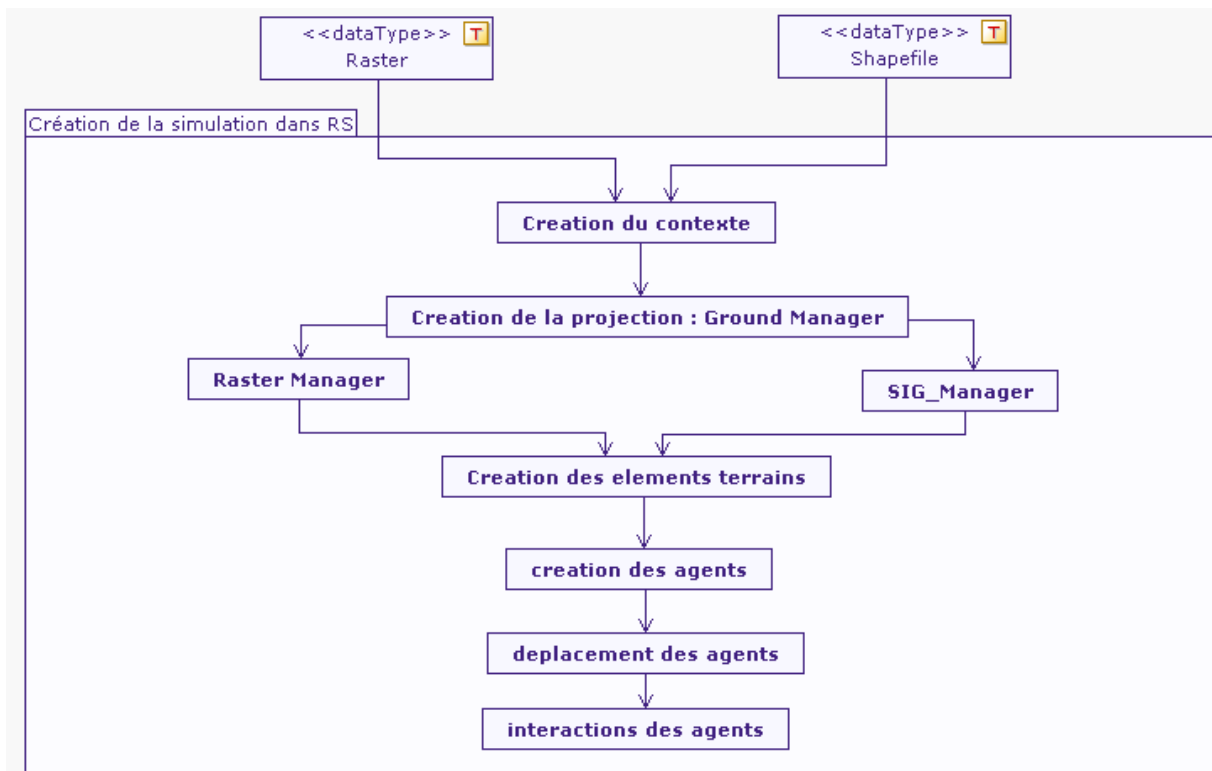 <<dataType>> T
Raster
<<dataType>> T
Shapefile
Création de la simulation dans RS
Creation du contexte
Creation de la projection : Ground Manager
Raster Manager
SIG_Manager
Creation des elements terrains
creation des agents
deplacement des agents
interactions des agents